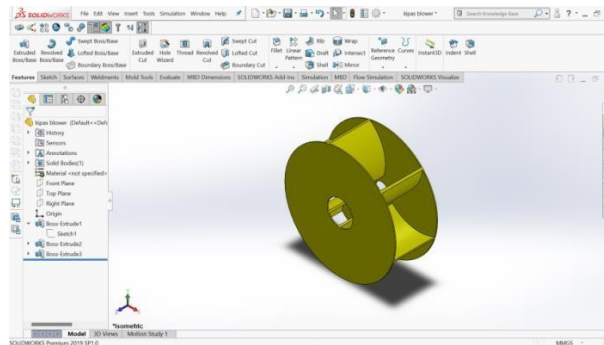 SOLIDWORKS File Edit View Insert Tools Simulation Window Help kipas blower * Search Knowledge Base
Extruded Boss/Base Revolved Boss/Base Swept Boss/Base Lofted Boss/Base Boundary Boss/Base Extruded Cut Hole Wizard Thread Revolved Cut Swept Cut Lofted Cut Boundary Cut Fillet Linear Pattern Rib Draft Shell Wrap Intersect Mirror Reference Geometry Curves Instant3D Indent Shell
Features Sketch Surfaces Weldments Mold Tools Evaluate MBD Dimensions SOLIDWORKS Add-Ins Simulation MBD Flow Simulation SOLIDWORKS Visualize
kipas blower (Default<<Def
History
Sensors
Annotations
Solid Bodies(1)
Material <not specified>
Front Plane
Top Plane
Right Plane
Origin
Boss-Extrude1
Sketch1
Boss-Extrude2
Boss-Extrude3
*Isometric
Model 3D Views Motion Study 1
SOLIDWORKS Premium 2019 SP1.0 MMGS